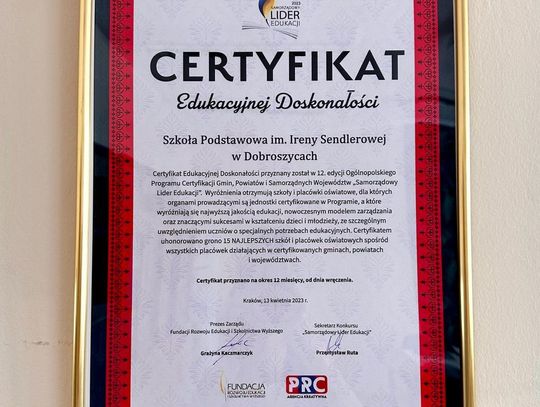 2023
SAMORZĄDOWY
LIDER
EDUKACJI
CERTYFIKAT
Edukacyjnej Doskonałości
Szkoła Podstawowa im. Ireny Sendlerowej
w Dobroszycach
Certyfikat Edukacyjnej Doskonałości przyznany został w 12. edycji Ogólnopolskiego
Programu Certyfikacji Gmin, Powiatów i Samorządnych Województw „Samorządowy
Lider Edukacji”. Wyróżnienia otrzymują szkoły i placówki oświatowe, dla których
organami prowadzącymi są jednostki certyfikowane w Programie, a które
wyróżniają się najwyższą jakością edukacji, nowoczesnym modelem zarządzania
oraz znaczącymi sukcesami w kształceniu dzieci i młodzieży, ze szczególnym
uwzględnieniem uczniów o specjalnych potrzebach edukacyjnych. Certyfikatem
uhonorowano grono 15 NAJLEPSZYCH szkół i placówek oświatowych spośród
wszystkich placówek działających w certyfikowanych gminach, powiatach
i województwach.
Certyfikat przyznano na okres 12 miesięcy, od dnia wręczenia.
Kraków, 13 kwietnia 2023 r.
Prezes Zarządu Sekretarz Konkursu
Fundacji Rozwoju Edukacji i Szkolnictwa Wyższego „Samorządowy Lider Edukacji”
Grażyna Kaczmarczyk Przemysław Ruta
FUNDACJA
ROZWOJU EDUKACJI
I SZKOLNICTWA WYŻSZEGO
PRC
AGENCJA KREATYWNA